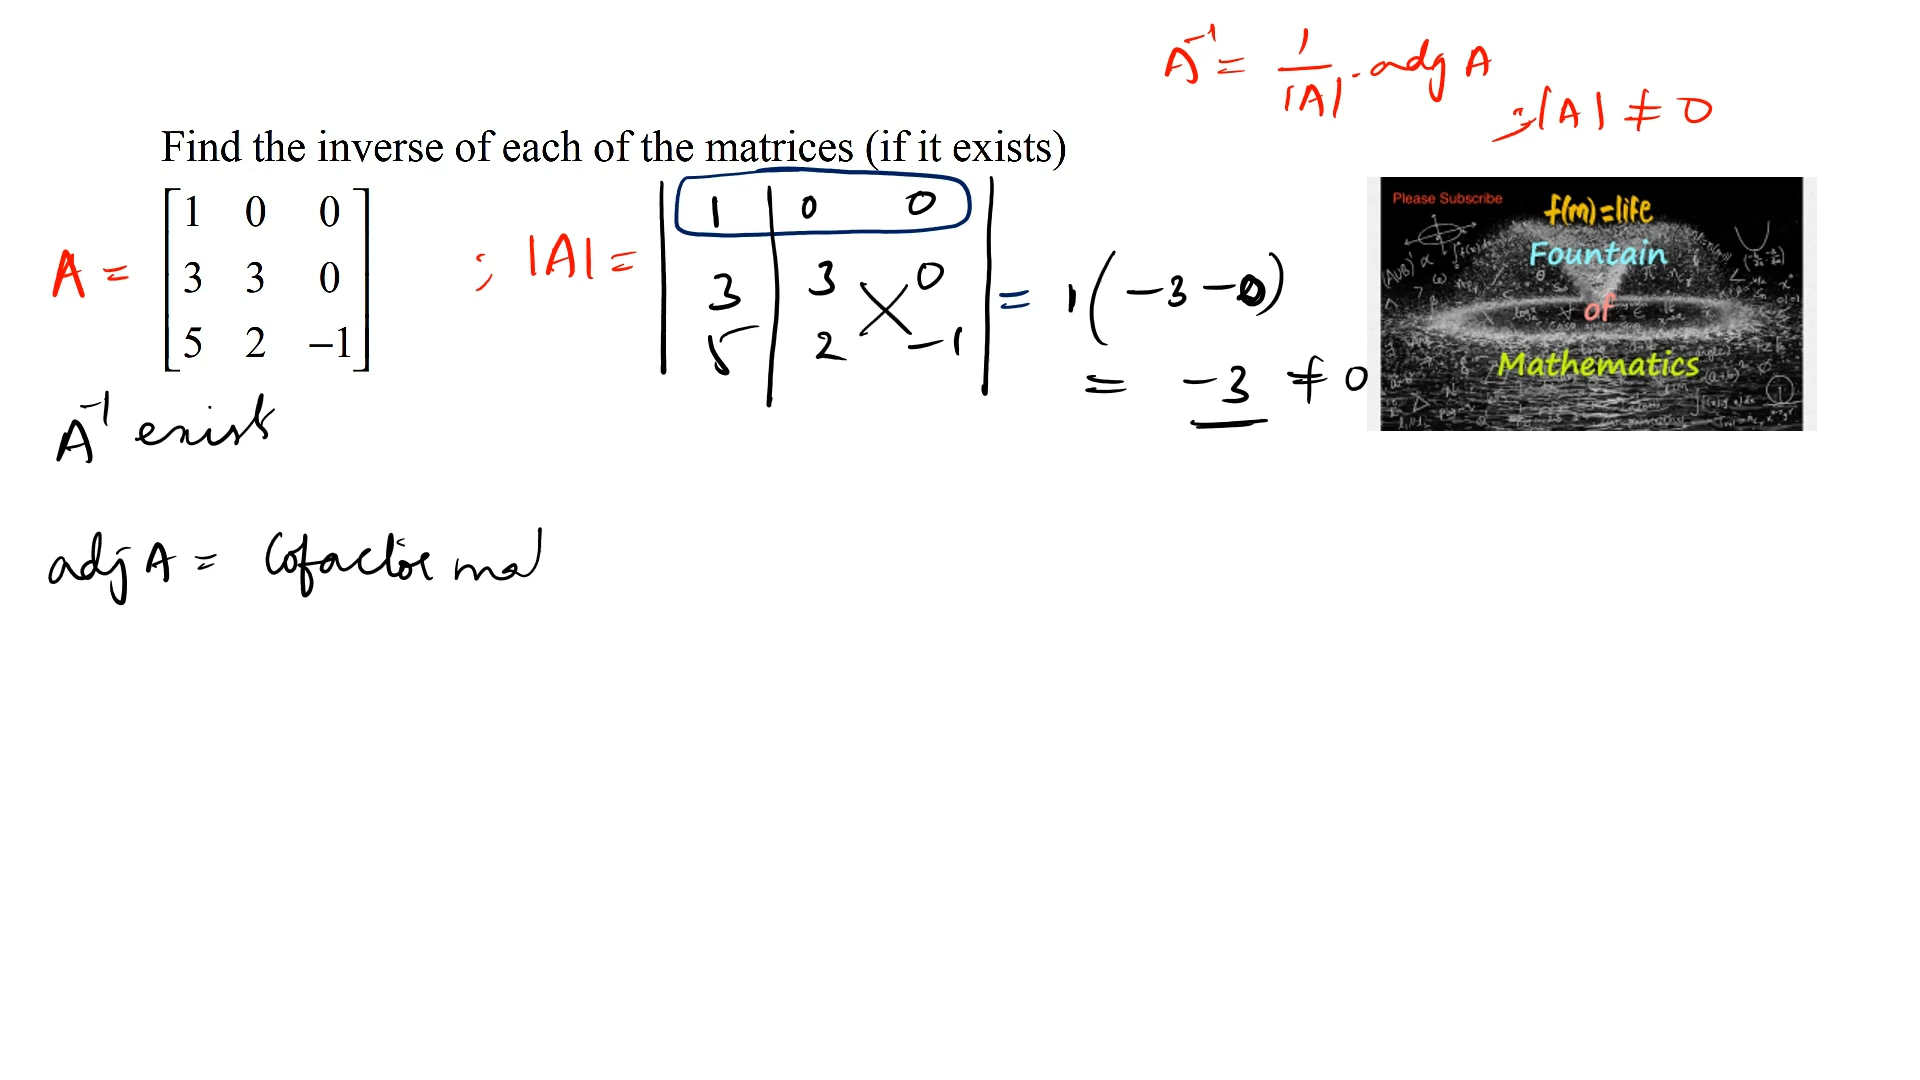 A⁻¹ = 1/|A| · adj A ; |A| ≠ 0
Find the inverse of each of the matrices (if it exists)
A = [1 0 0
3 3 0
5 2 −1]
; |A| = |1 0 0
3 3 0
5 2 −1| = 1(−3−0)
= −3 ≠ 0
Please Subscribe
f(m)=life
Fountain
of
Mathematics
A⁻¹ exists
adj A = Cofactor mat